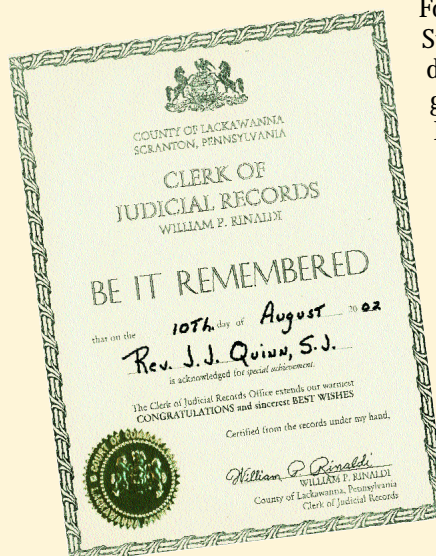 COUNTY OF LACKAWANNA
SCRANTON, PENNSYLVANIA
CLERK OF
JUDICIAL RECORDS
WILLIAM P. RINALDI
BE IT REMEMBERED
that on the 10Th day of August 2002
Rev. J.J. Quinn, S.J.
is acknowledged for special achievement.
The Clerk of Judicial Records Office extends our warmest
CONGRATULATIONS and sincerest BEST WISHES
Certified from the records under my hand,
William P. Rinaldi
WILLIAM P. RINALDI
County of Lackawanna, Pennsylvania
Clerk of Judicial Records